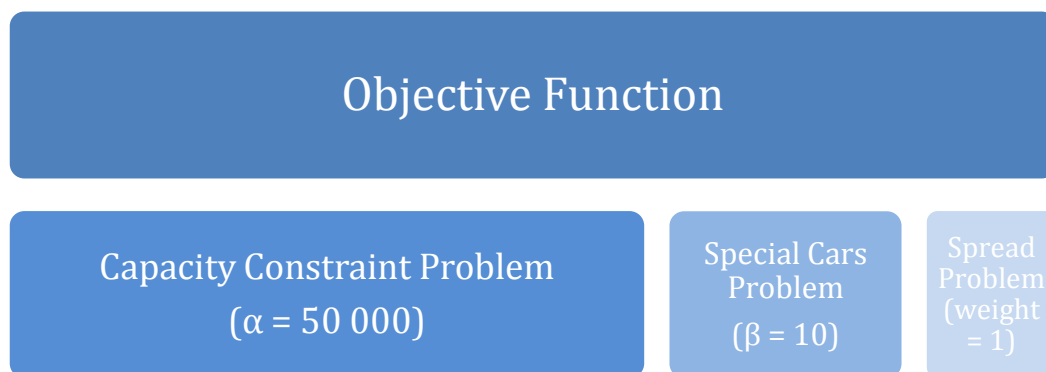 Objective Function
Capacity Constraint Problem
(α = 50 000)
Special Cars
Problem
(β = 10)
Spread
Problem
(weight
= 1)